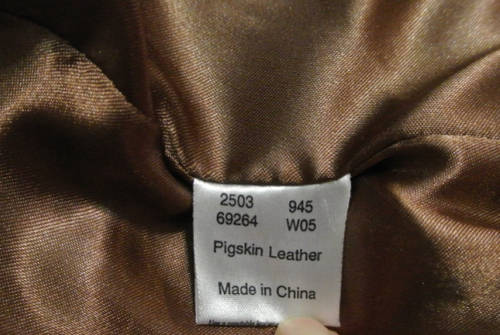 2503 945
69264 W05
Pigskin Leather
Made in China